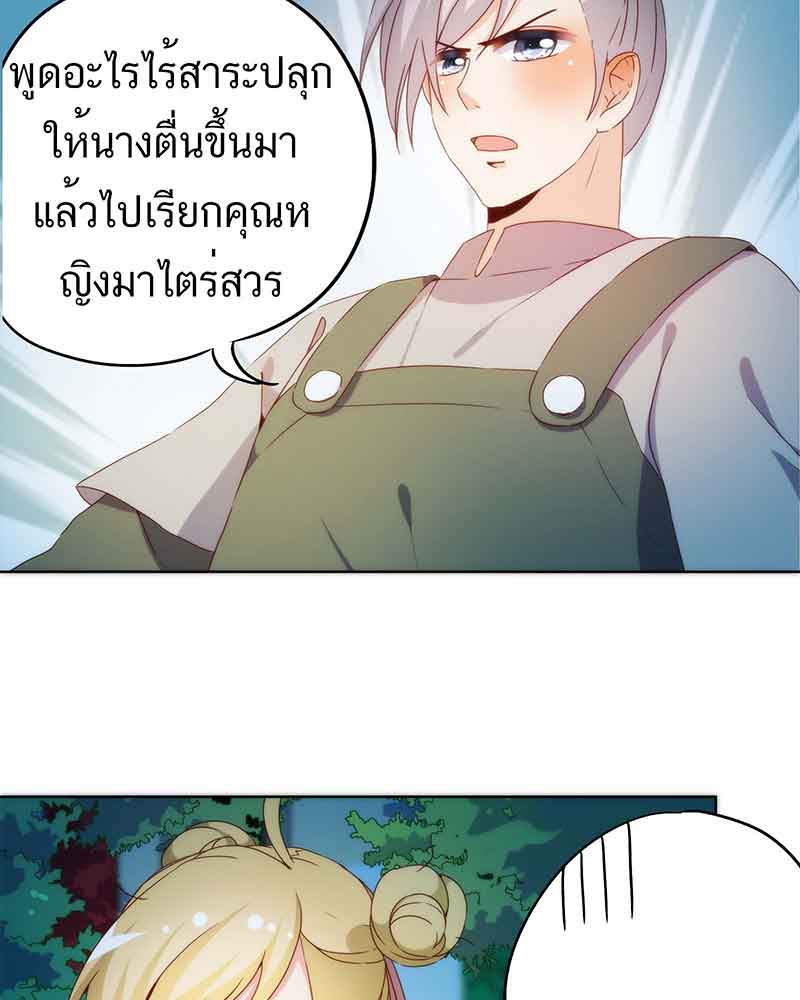 พูดอะไรไร้สาระปลุก
ให้นางตื่นขึ้นมา
แล้วไปเรียกคุณห
ญิงมาไตร่สวร